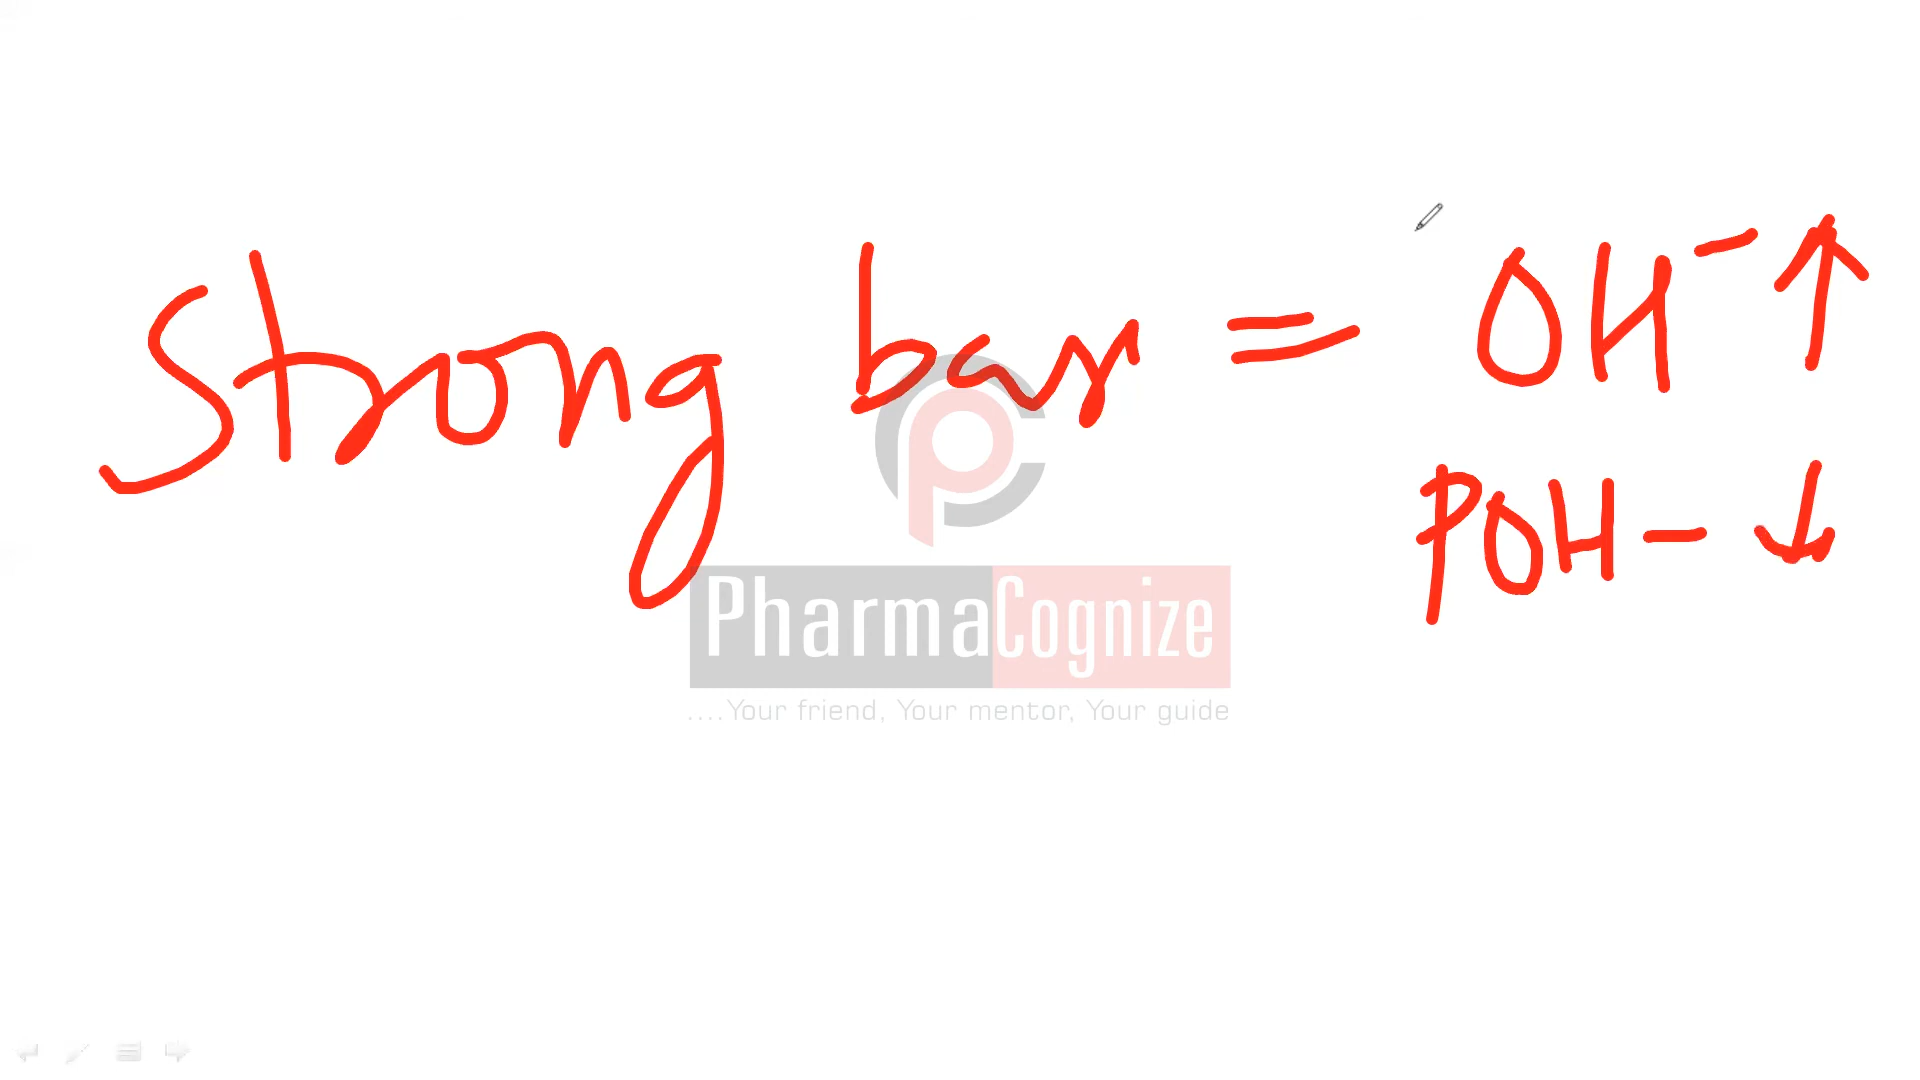 Strong base = OH⁻ ↑
POH - ↓
PharmaCognize
....Your friend, Your mentor, Your guide